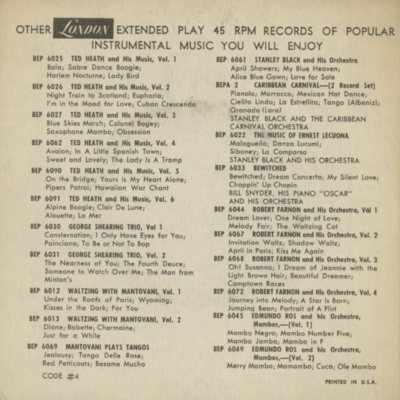 OTHER London EXTENDED PLAY 45 RPM RECORDS OF POPULAR
INSTRUMENTAL MUSIC YOU WILL ENJOY
BEP 6025 TED HEATH and His Music, Vol. 1
Baia; Sabre Dance Boogie;
Harlem Nocturne; Lady Bird
BEP 6026 TED HEATH and His Music, Vol. 2
Night Train to Scotland; Euphoria;
I'm in the Mood for Love; Cuban Crescendo
BEP 6027 TED HEATH and His Music, Vol. 3
Blue Skies March; Colonel Bogey;
Saxophone Mambo; Obsession
BEP 6062 TED HEATH and His Music, Vol. 4
Avalon; In A Little Spanish Town;
Sweet and Lovely; The Lady Is A Tramp
BEP 6090 TED HEATH and His Music, Vol. 5
On the Bridge; Yours Is My Heart Alone;
Pipers Patrol; Hawaiian War Chant
BEP 6091 TED HEATH and His Music, Vol. 6
Alpine Boogie; Clair De Lune;
Alouette; La Mer
BEP 6030 GEORGE SHEARING TRIO, Vol 1
Consternation; I Only Have Eyes for You;
Poinciana; To Be or Not To Bop
BEP 6031 GEORGE SHEARING TRIO, Vol. 2
The Nearness of You; The Fourth Deuce;
Someone to Watch Over Me; The Man from
Mintan's
BEP 6012 WALTZING WITH MANTOVANI, Vol. 1
Under the Roofs of Paris; Wyoming;
Kisses in the Dark; For You
BEP 6013 WALTZING WITH MANTOVANI, Vol. 2
Diane; Babette; Charmaine;
Just for a While
BEP 6069 MANTOVANI PLAYS TANGOS
Jealousy; Tango Delle Rose;
Red Petticoats; Besame Mucho
CODE #4
BEP 6061 STANLEY BLACK and His Orchestra
April Showers; My Blue Heaven;
Alice Blue Gown; Love for Sale
BEPA 2 CARIBBEAN CARNIVAL—(2 Record Set)
Pianolo; Marrosco; Mexican Hat Dance;
Cielito Lindo; La Estrellita; Tango (Albeniz);
Granada (Lara)
STANLEY BLACK AND THE CARIBBEAN
CARNIVAL ORCHESTRA
BEP 6022 THE MUSIC OF ERNEST LECUONA
Malagueña; Danza Lucumi;
Siboney; La Comparsa
STANLEY BLACK AND HIS ORCHESTRA
BEP 6033 BEWITCHED
Bewitched; Dream Concerto; My Silent Love;
Choppin' Up Chopin
BILL SNYDER, HIS PIANO "OSCAR"
AND HIS ORCHESTRA
BEP 6044 ROBERT FARNON and His Orchestra, Vol 1
Dream Lover; One Night of Love;
Melody Fair; The Waltzing Cat
BEP 6067 ROBERT FARNON and His Orchestra, Vol. 2
Invitation Waltz; Shadow Waltz;
April in Paris; Kiss Me Again
BEP 6068 ROBERT FARNON and His Orchestra, Vol. 3
Oh! Susanna; I Dream of Jeannie with the
Light Brown Hair; Beautiful Dreamer;
Camptown Races
BEP 6072 ROBERT FARNON and His Orchestra, Vol. 4
Journey into Melody; A Star Is Born;
Jumping Bean; Portrait of A Flirt
BEP 6045 EDMUNDO ROS and his Orchestra,
Mambos,—(Vol. 1)
Mambo Negro; Mambo Number Five;
Mambo Jambo; Mambo in F
BEP 6049 EDMUNDO ROS and his Orchestra,
Mambos,—(Vol. 2)
Merry Mambo; Mamambo; Cuca; Ole Mambo
PRINTED IN U.S.A.